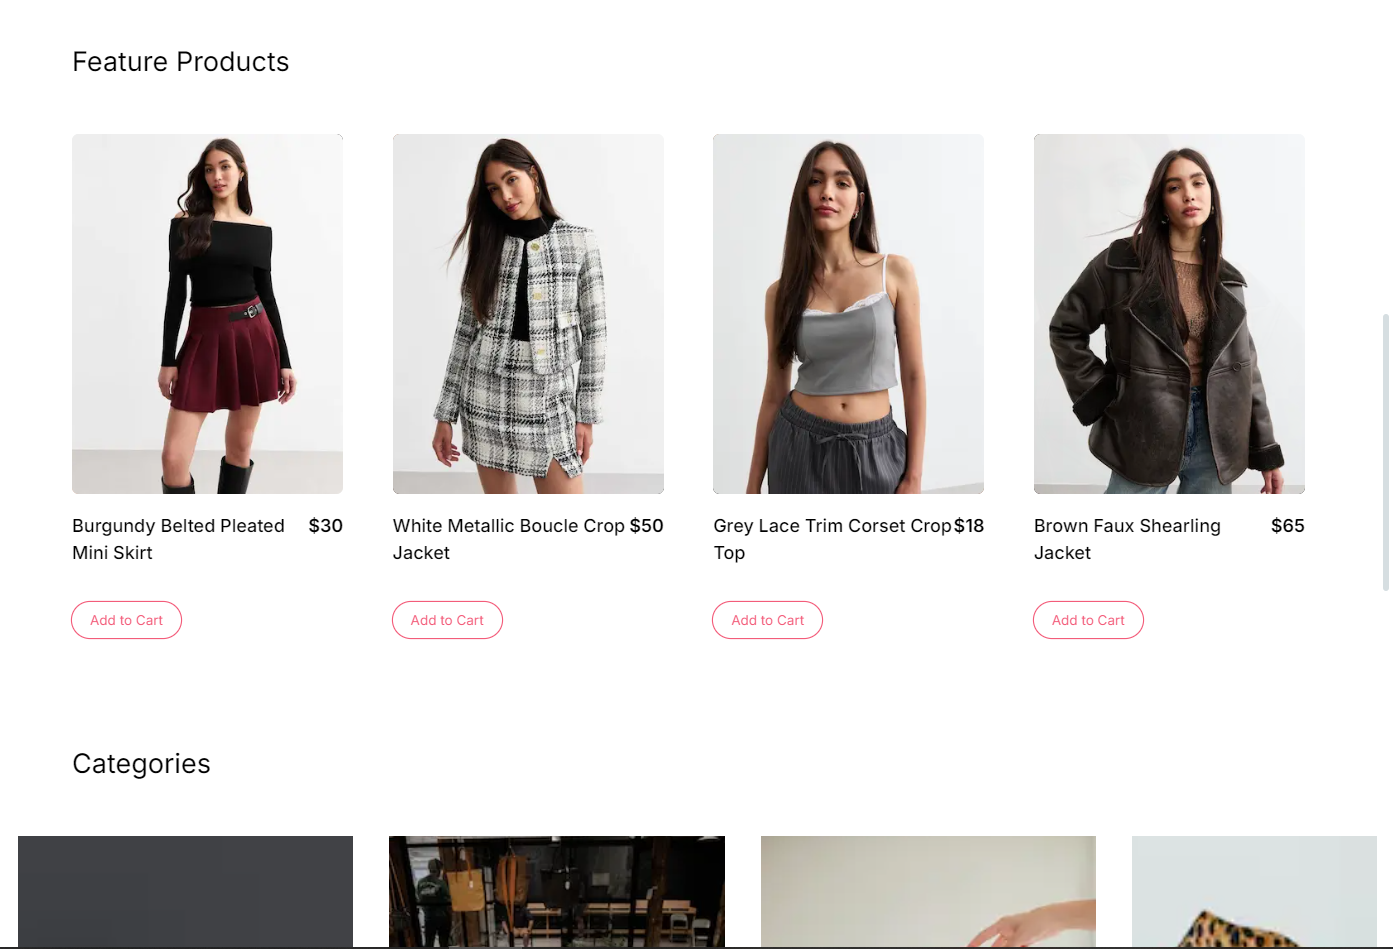 Feature Products
Burgundy Belted Pleated $30
Mini Skirt
White Metallic Boucle Crop $50
Jacket
Grey Lace Trim Corset Crop $18
Top
Brown Faux Shearling $65
Jacket
Add to Cart
Add to Cart
Add to Cart
Add to Cart
Categories